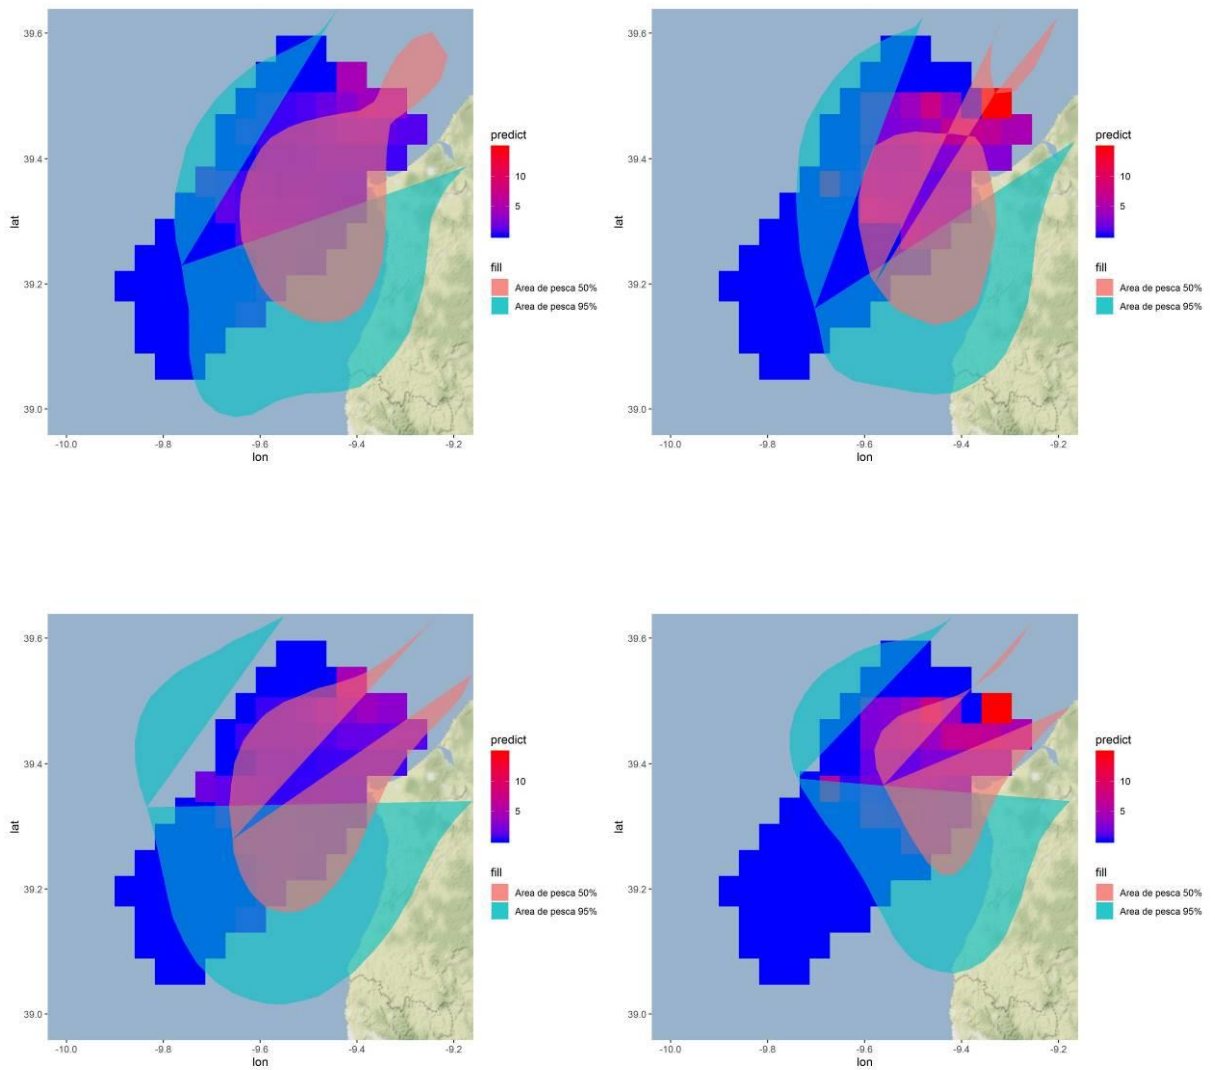 39.6
39.4
39.2
39.0
lat
-10.0 -9.8 -9.6 -9.4 -9.2
lon
predict
10
5
fill
Area de pesca 50%
Area de pesca 95%
39.6
39.4
39.2
39.0
lat
-10.0 -9.8 -9.6 -9.4 -9.2
lon
predict
10
5
fill
Area de pesca 50%
Area de pesca 95%
39.6
39.4
39.2
39.0
lat
-10.0 -9.8 -9.6 -9.4 -9.2
lon
predict
10
5
fill
Area de pesca 50%
Area de pesca 95%
39.6
39.4
39.2
39.0
lat
-10.0 -9.8 -9.6 -9.4 -9.2
lon
predict
10
5
fill
Area de pesca 50%
Area de pesca 95%